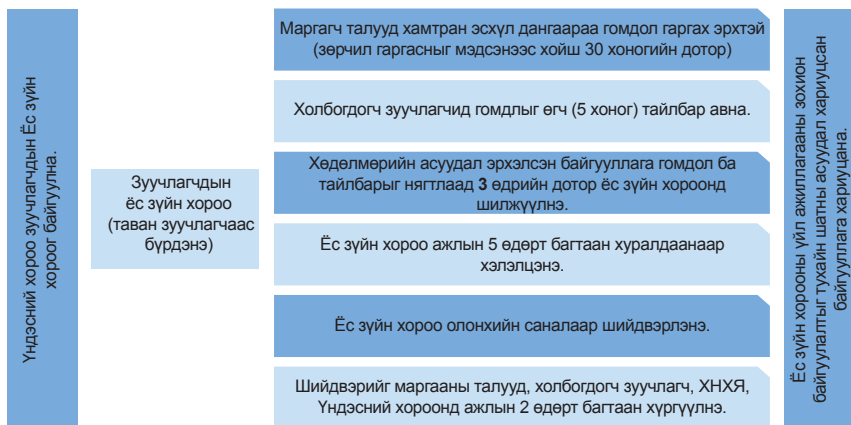 Үндэсний хороо зуучлагчдын Ёс зүйн
хороог байгуулна.
Зуучлагчдын
ёс зүйн хороо
(таван зуучлагчаас
бүрдэнэ)
Маргагч талууд хамтран эсхүл дангаараа гомдол гаргах эрхтэй
(зөрчил гаргасныг мэдсэнээс хойш 30 хоногийн дотор)
Холбогдогч зуучлагчид гомдлыг өгч (5 хоног) тайлбар авна.
Хөдөлмөрийн асуудал эрхэлсэн байгууллага гомдол ба
тайлбарыг нягтлаад 3 өдрийн дотор ёс зүйн хороонд
шилжүүлнэ.
Ёс зүйн хороо ажлын 5 өдөрт багтаан хуралдаанаар
хэлэлцэнэ.
Ёс зүйн хороо олонхийн саналаар шийдвэрлэнэ.
Шийдвэрийг маргааны талууд, холбогдогч зуучлагч, ХНХЯ,
Үндэсний хороонд ажлын 2 өдөрт багтаан хүргүүлнэ.
Ёс зүйн хорооны үйл ажиллагааны зохион
байгуулалтыг тухайн шатны асуудал хариуцсан
байгууллага хариуцана.